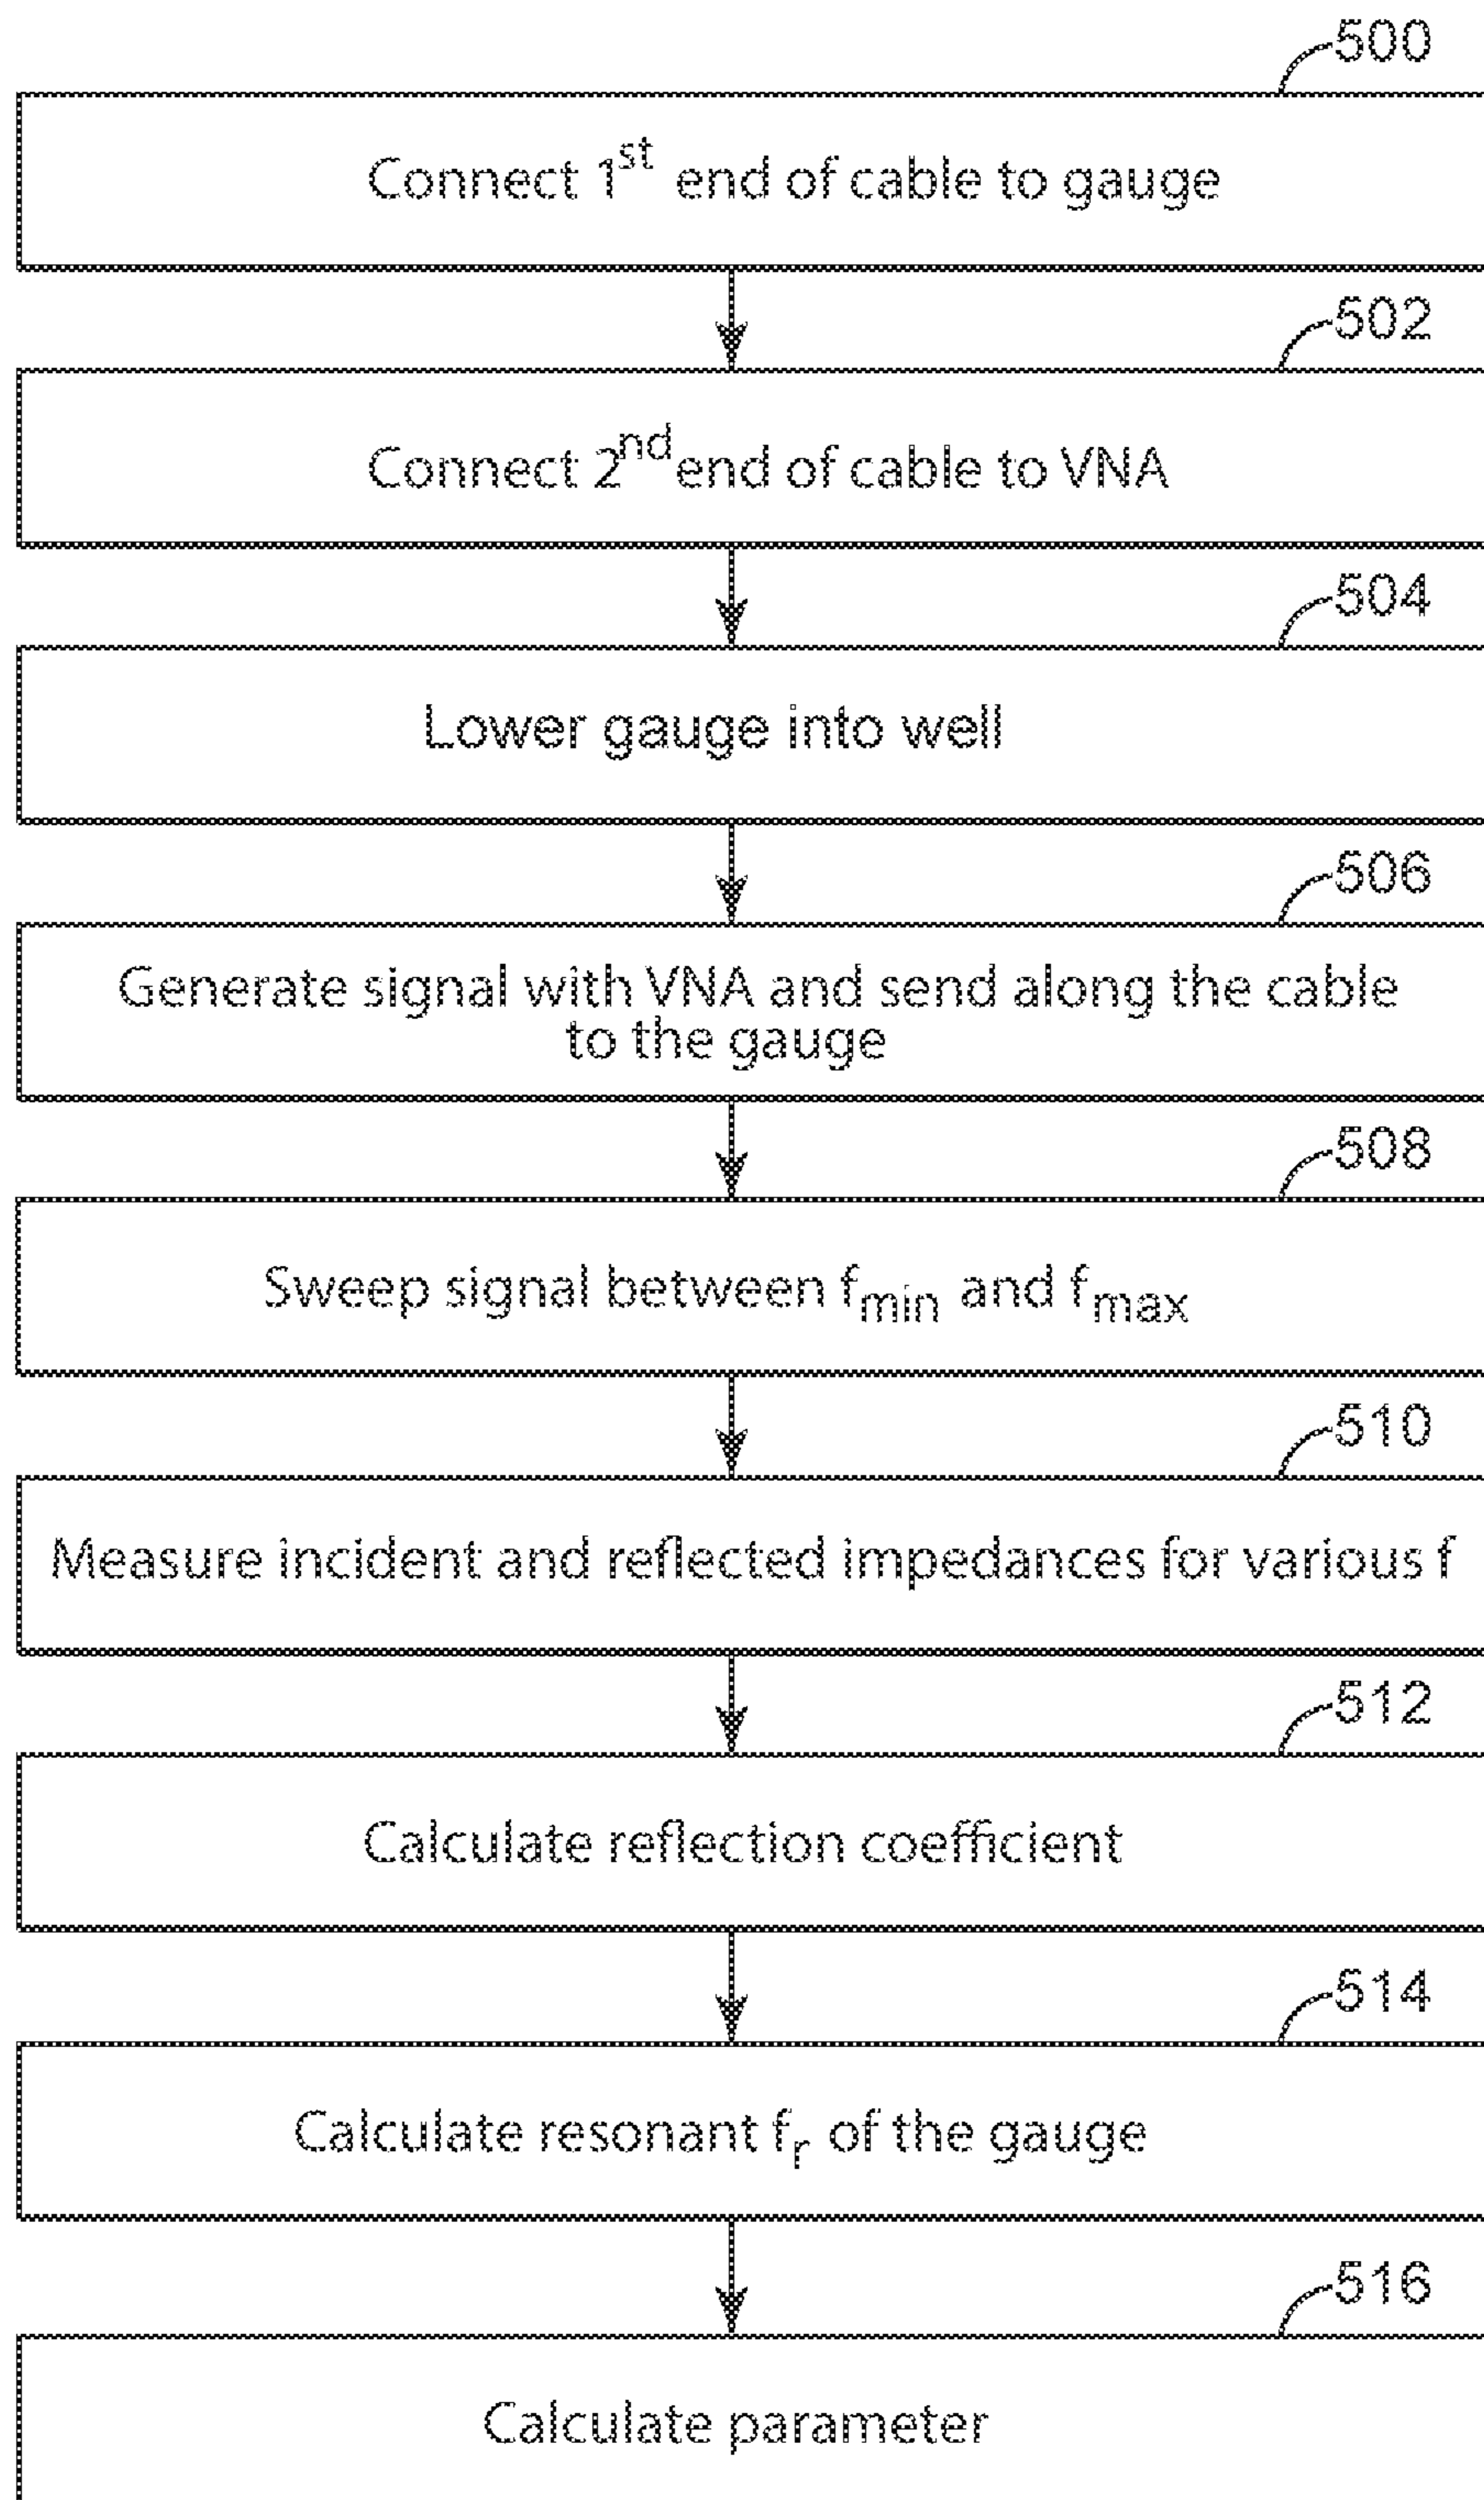 500
Connect 1st end of cable to gauge
502
Connect 2nd end of cable to VNA
504
Lower gauge into well
506
Generate signal with VNA and send along the cable
to the gauge
508
Sweep signal between fmin and fmax
510
Measure incident and reflected impedances for various f
512
Calculate reflection coefficient
514
Calculate resonant fr of the gauge
516
Calculate parameter